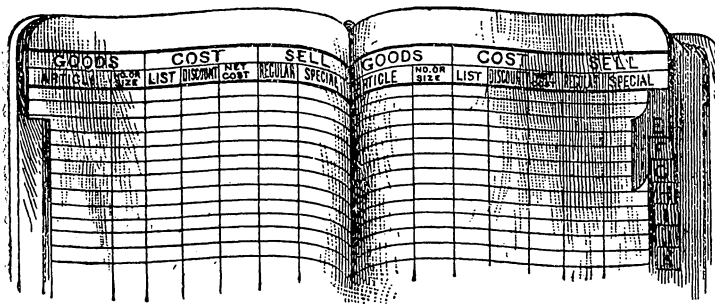 GOODS COST SELL
ARTICLE NO. OR SIZE LIST DISCOUNT NET COST REGULAR SPECIAL
GOODS COST SELL
ARTICLE NO. OR SIZE LIST DISCOUNT NET COST REGULAR SPECIAL
E
F
G
H
I
J
K